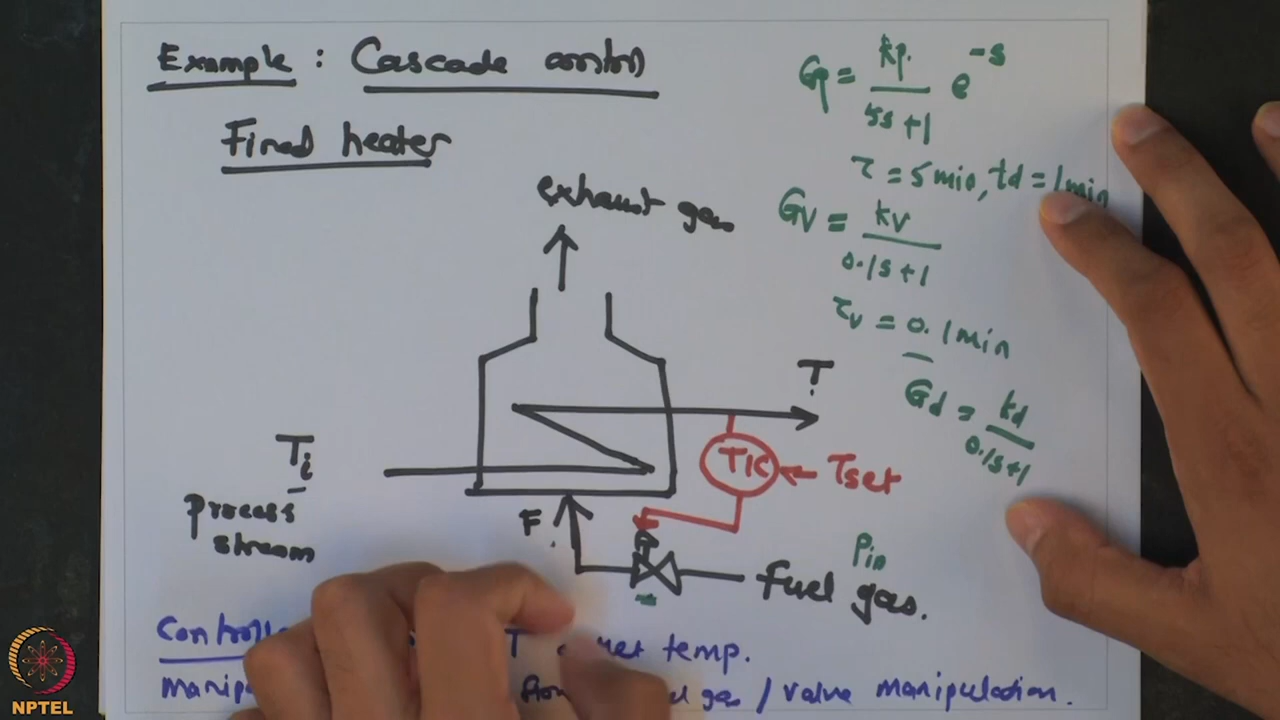 Example : Cascade control
Fired heater
Gp = kp. / 5s+1 e^-s
τ = 5 min, td = 1 min
exhaust gas
Gv = kv / 0.1s+1
τv = 0.1 min
Gd = kd / 0.1s+1
T
Ti
TIC
Tset
process
stream
F
Pin
fuel gas.
T temp.
gas / valve manipulation.
NPTEL